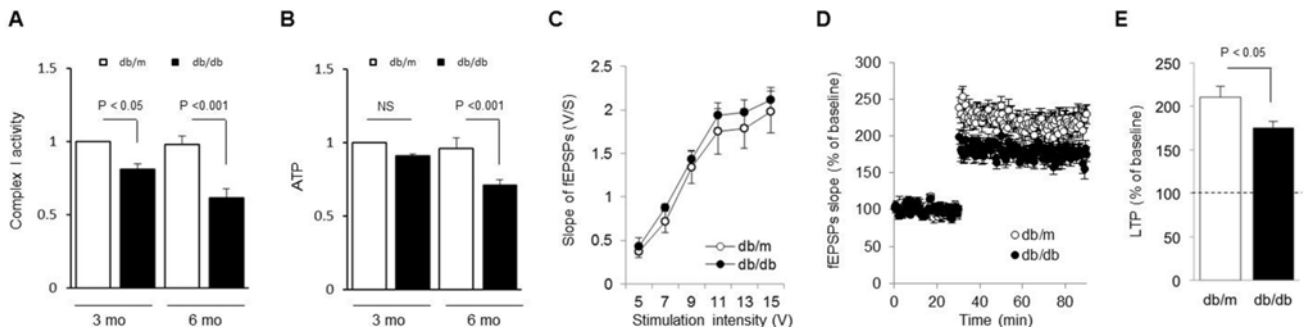 A
db/m db/db
1.5
P < 0.05 P <0.001
1
0.5
0
Complex I activity
3 mo 6 mo
B
db/m db/db
1.5
NS P <0.001
1
0.5
0
ATP
3 mo 6 mo
C
2.5
2
1.5
1
0.5
0.0
Slope of fEPSPs (V/S)
db/m
db/db
5 7 9 11 13 15
Stimulation intensity (V)
D
300
250
200
150
100
50
fEPSPs slope (% of baseline)
db/m
db/db
0 20 40 60 80
Time (min)
E
P < 0.05
250
200
150
100
50
0
LTP (% of baseline)
db/m db/db